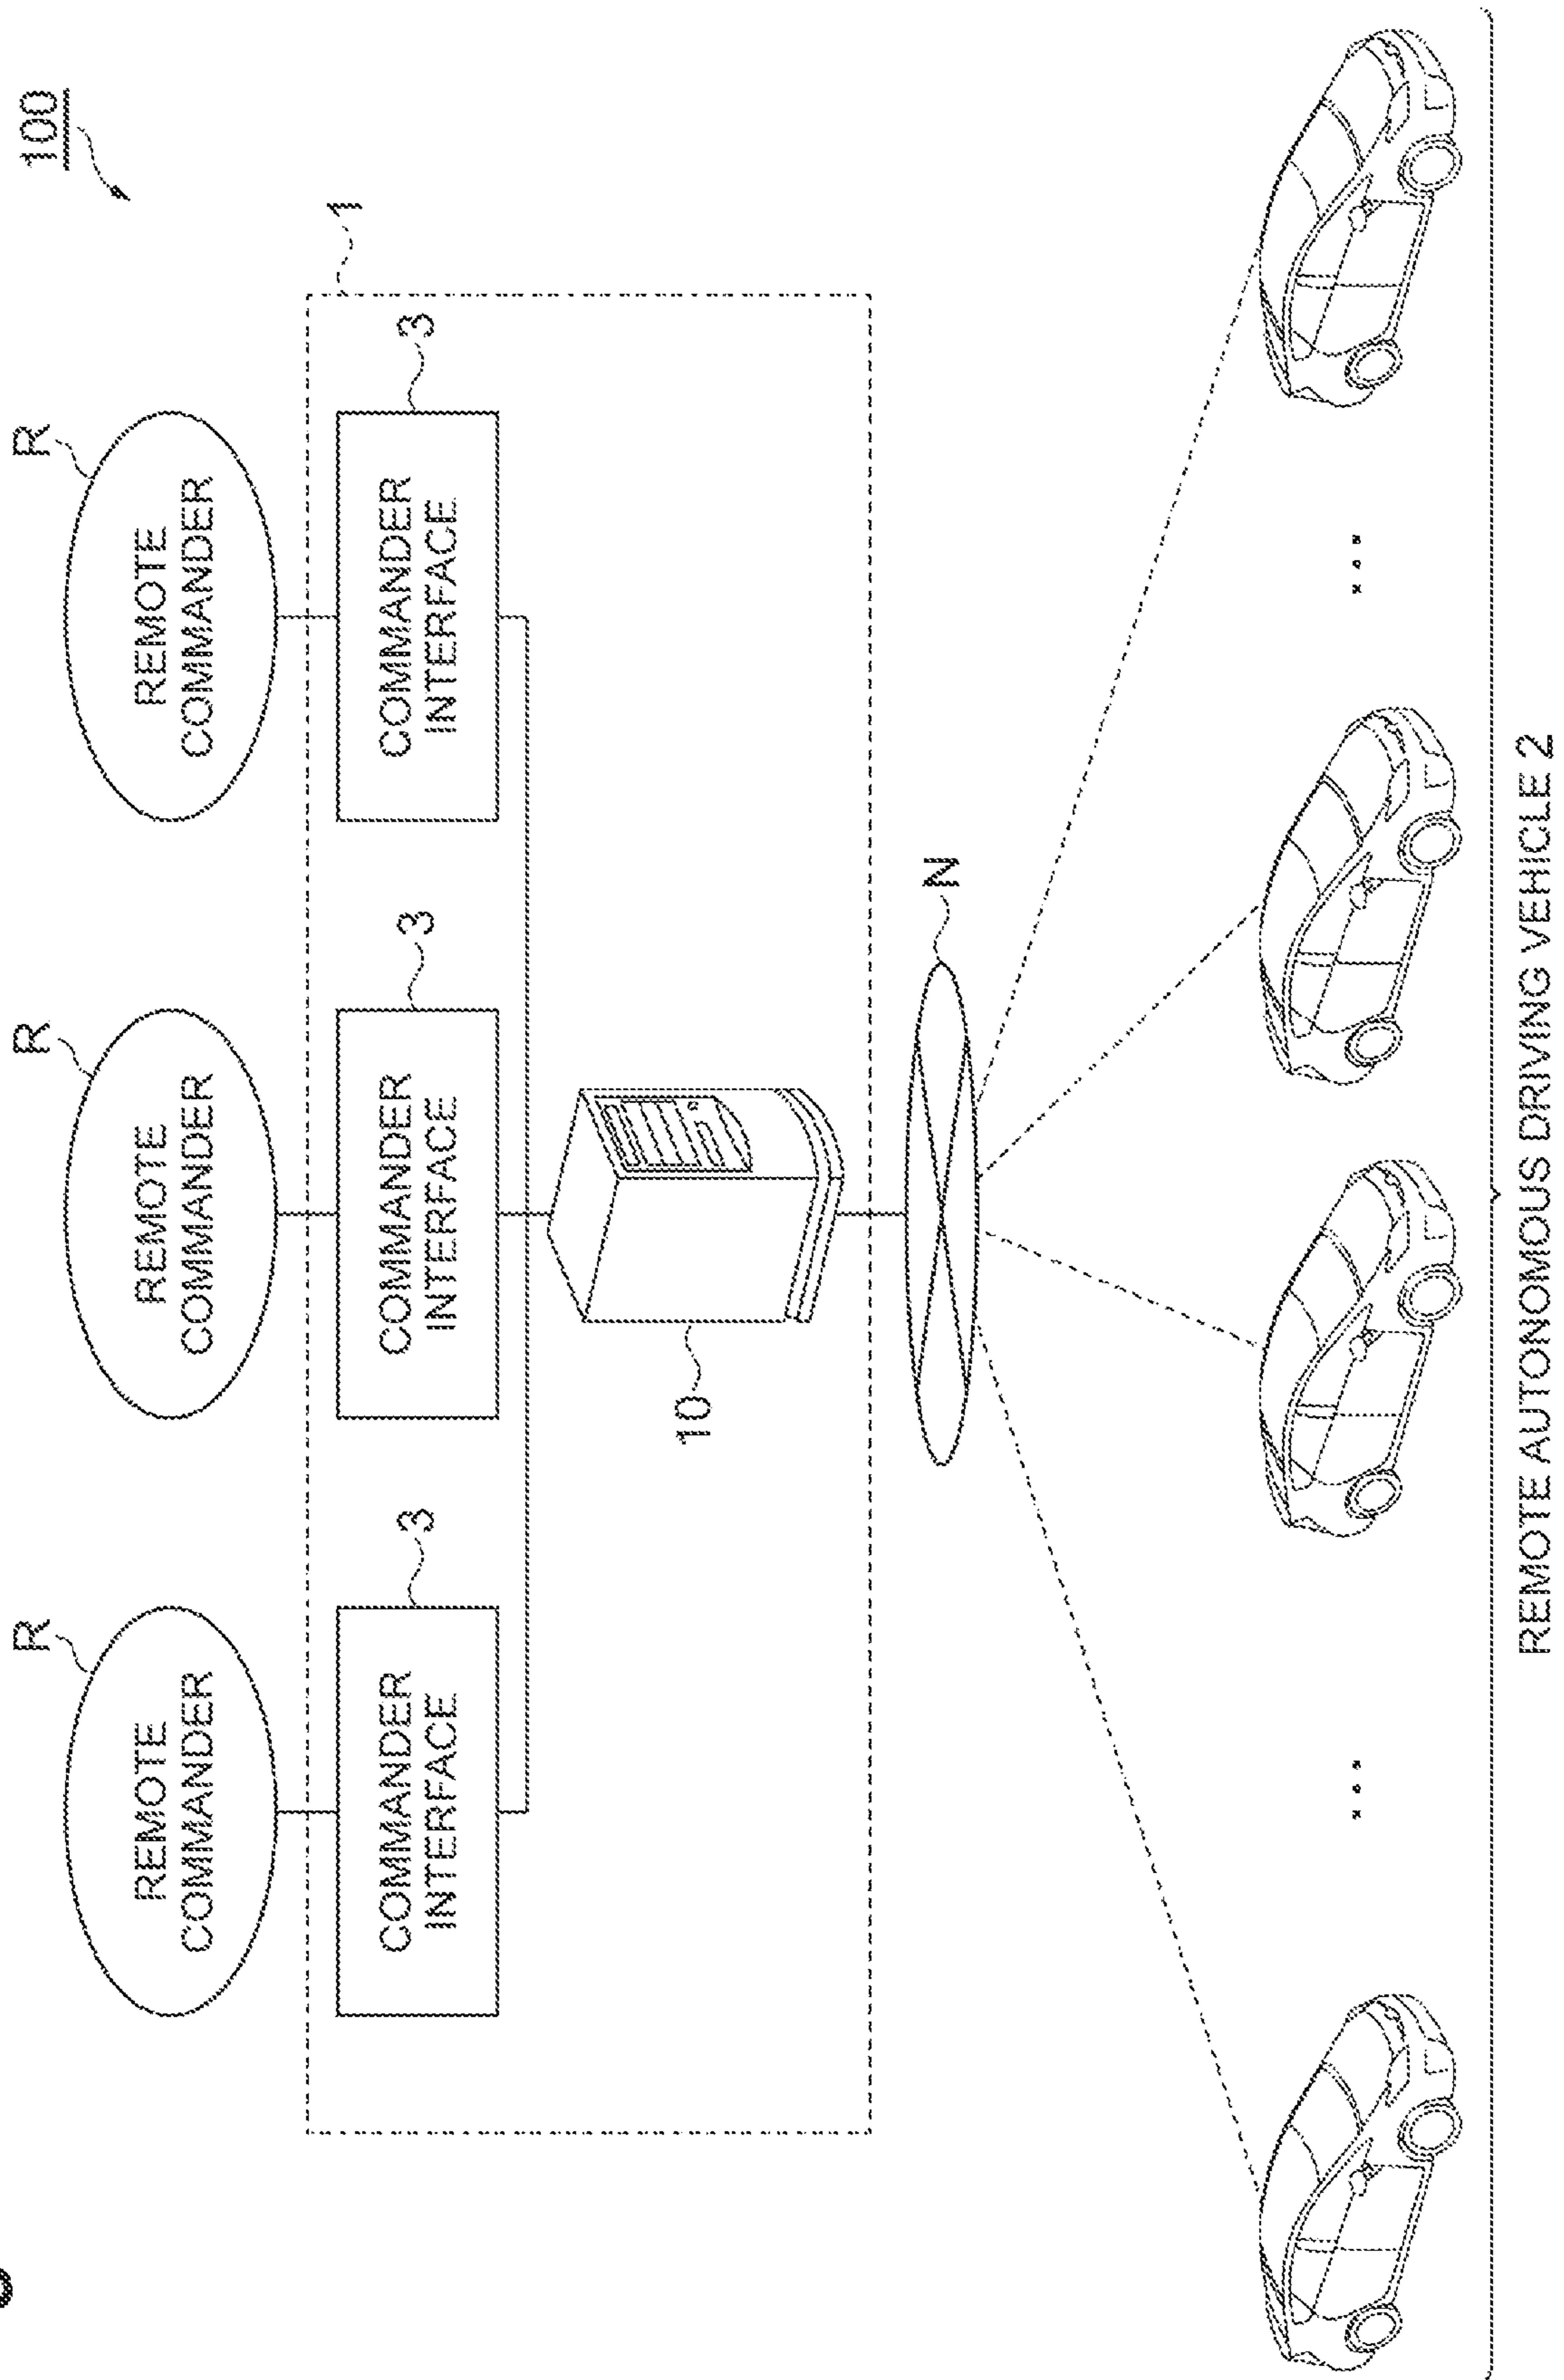 100
R
R
R
REMOTE
COMMANDER
REMOTE
COMMANDER
REMOTE
COMMANDER
1
3
3
3
COMMANDER
INTERFACE
COMMANDER
INTERFACE
COMMANDER
INTERFACE
10
N
...
...
REMOTE AUTONOMOUS DRIVING VEHICLE 2